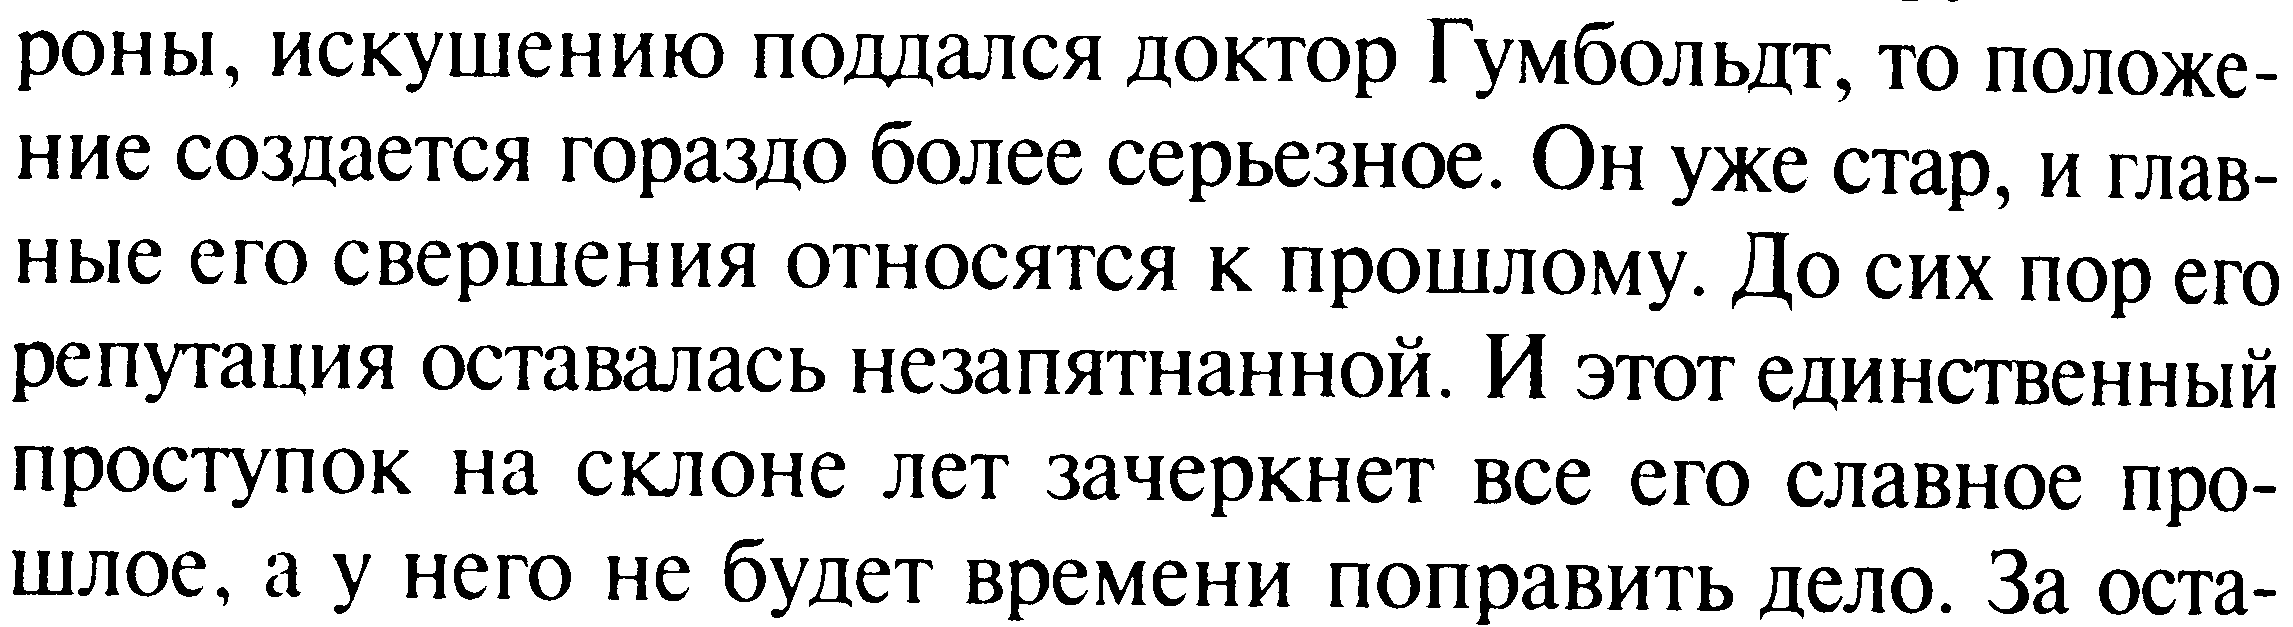 роны, искушению поддался доктор Гумбольдт, то положе-
ние создается гораздо более серьезное. Он уже стар, и глав-
ные его свершения относятся к прошлому. До сих пор его
репутация оставалась незапятнанной. И этот единственный
проступок на склоне лет зачеркнет все его славное про-
шлое, а у него не будет времени поправить дело. За оста-